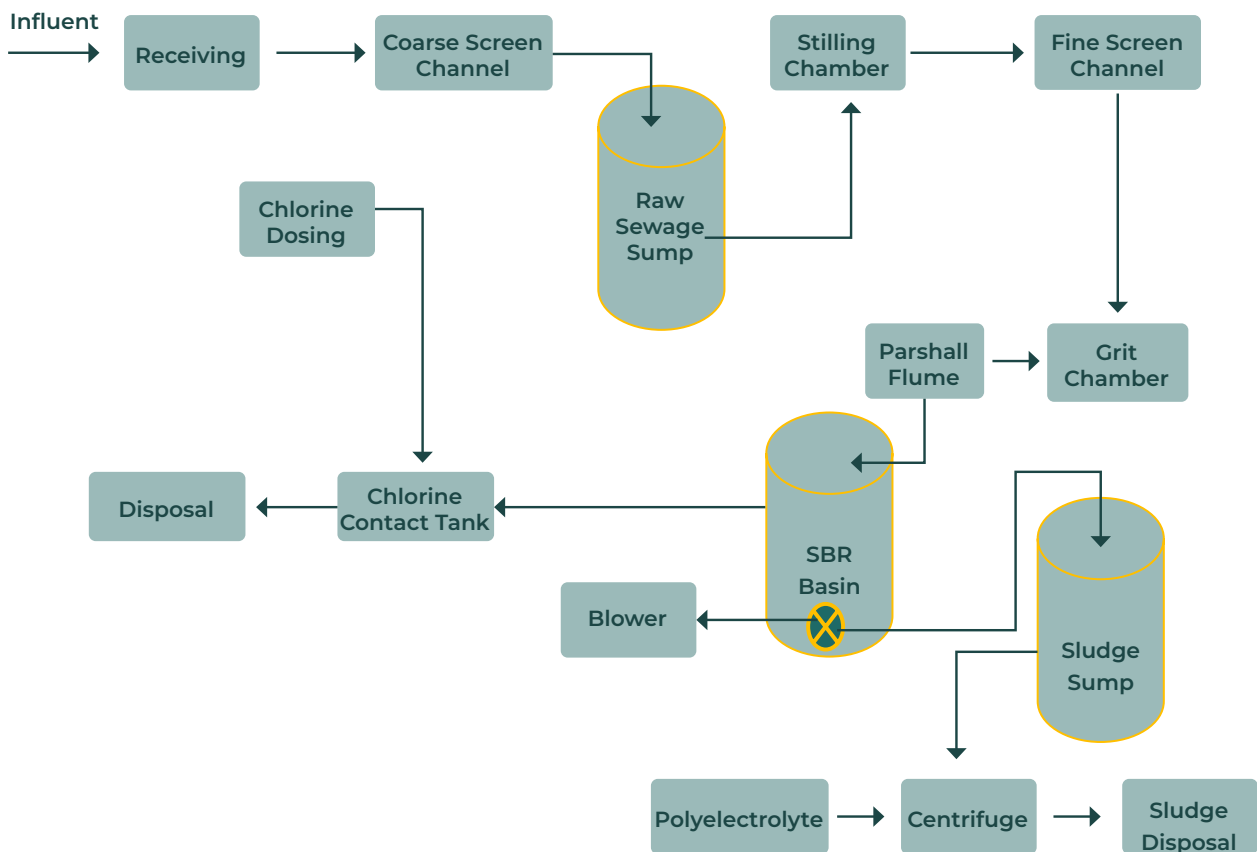 Influent
Receiving
Coarse Screen
Channel
Stilling
Chamber
Fine Screen
Channel
Raw
Sewage
Sump
Chlorine
Dosing
Parshall
Flume
Grit
Chamber
Disposal
Chlorine
Contact Tank
SBR
Basin
Blower
Sludge
Sump
Polyelectrolyte
Centrifuge
Sludge
Disposal